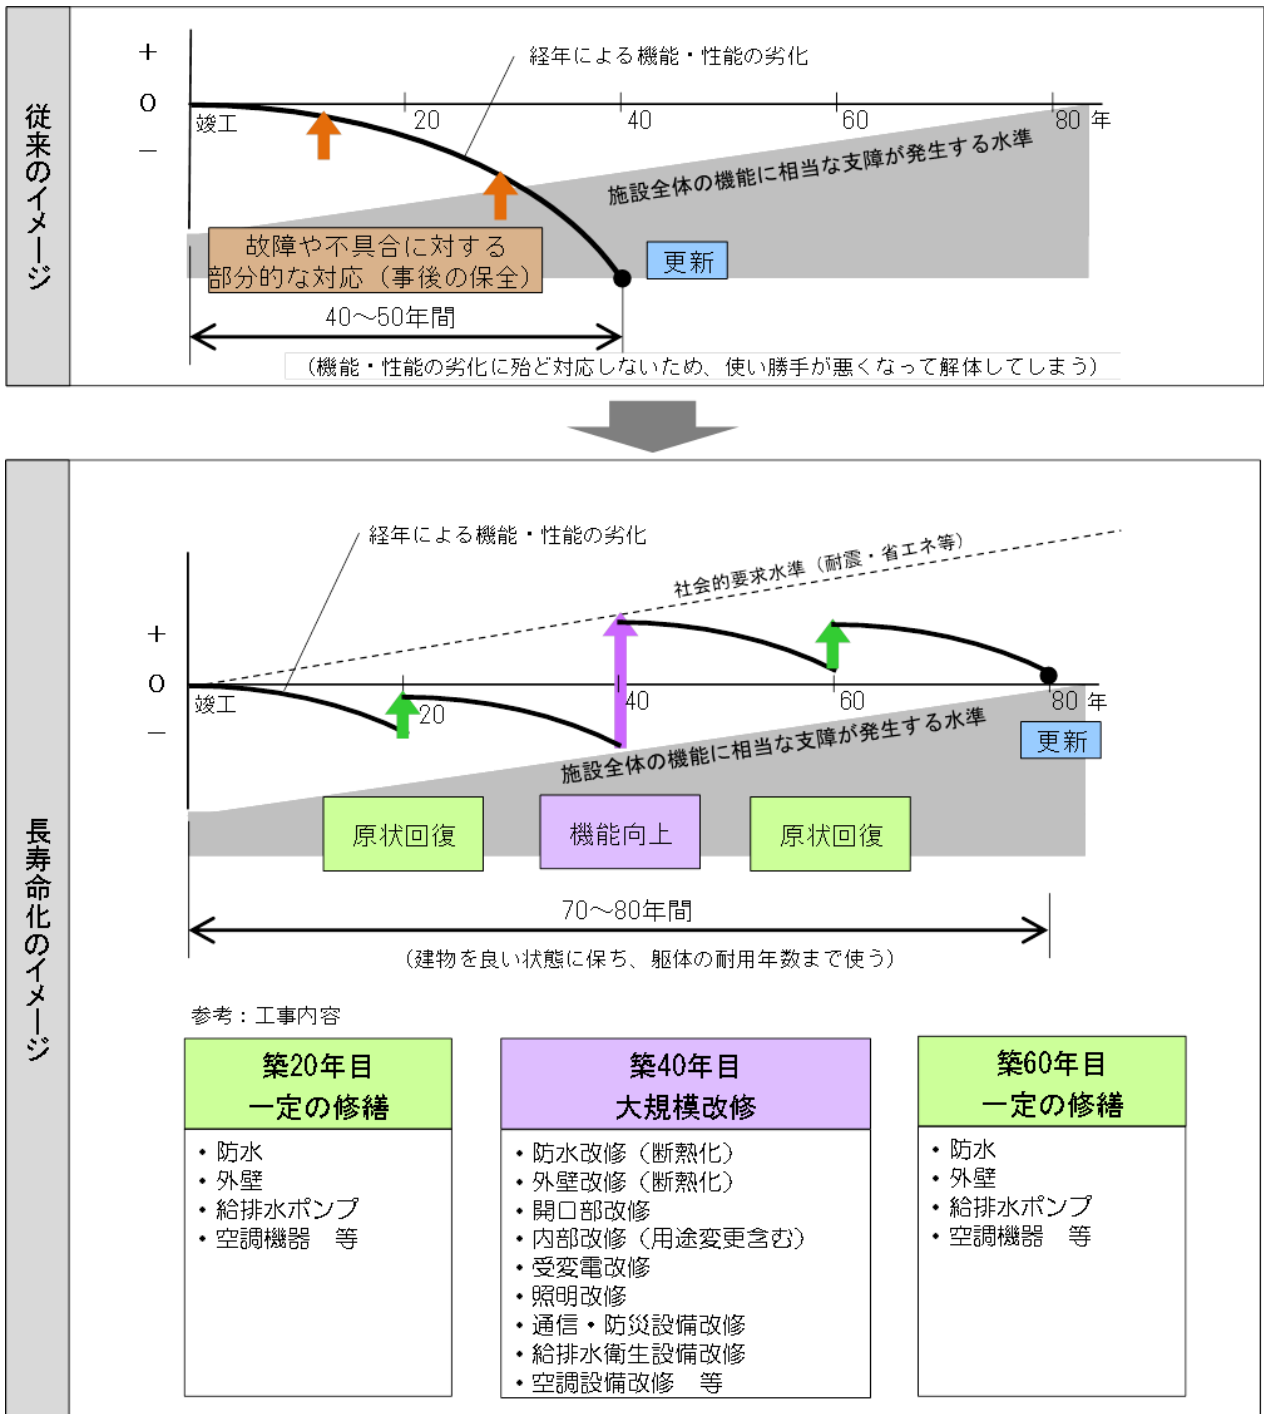 従来のイメージ
＋
0
－
経年による機能・性能の劣化
竣工
20
40
60
80 年
施設全体の機能に相当な支障が発生する水準
故障や不具合に対する
部分的な対応（事後の保全）
更新
40～50年間
（機能・性能の劣化に殆ど対応しないため、使い勝手が悪くなって解体してしまう）
長寿命化のイメージ
経年による機能・性能の劣化
社会的要求水準（耐震・省エネ等）
＋
0
－
竣工
20
40
60
80 年
施設全体の機能に相当な支障が発生する水準
更新
原状回復
機能向上
原状回復
70～80年間
（建物を良い状態に保ち、躯体の耐用年数まで使う）
参考：工事内容
築20年目
一定の修繕
・防水
・外壁
・給排水ポンプ
・空調機器　等
築40年目
大規模改修
・防水改修（断熱化）
・外壁改修（断熱化）
・開口部改修
・内部改修（用途変更含む）
・受変電改修
・照明改修
・通信・防災設備改修
・給排水衛生設備改修
・空調設備改修　等
築60年目
一定の修繕
・防水
・外壁
・給排水ポンプ
・空調機器　等